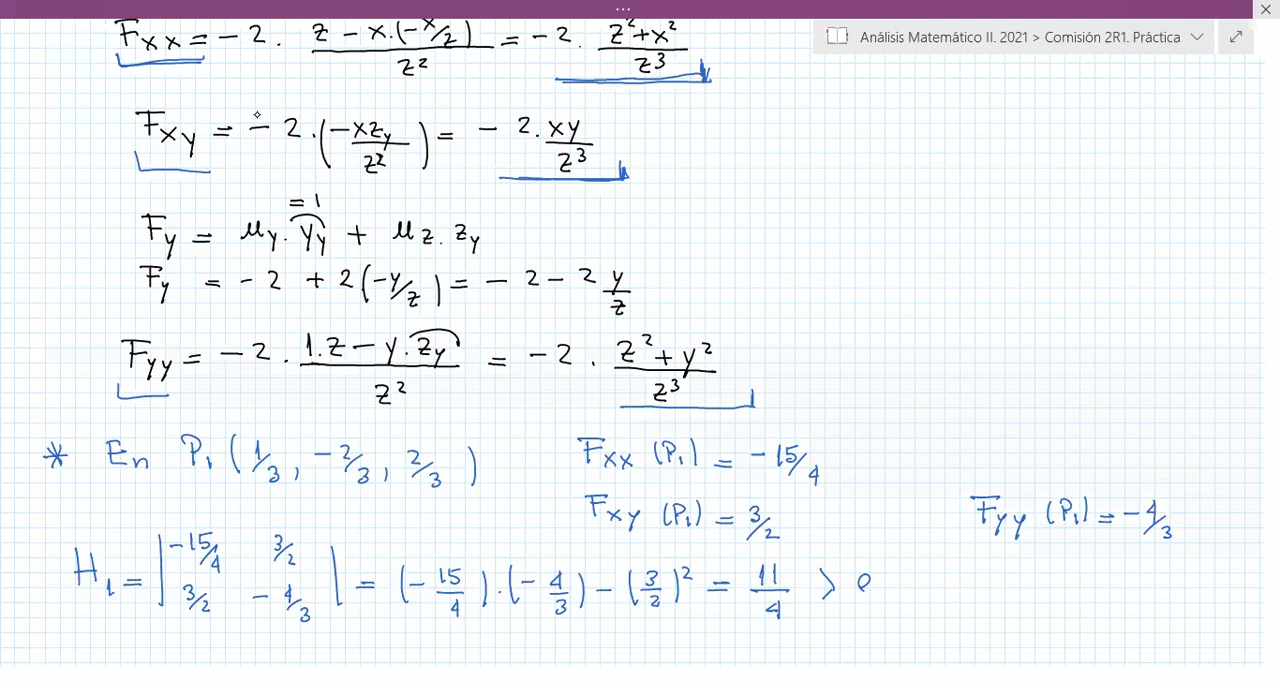 ...
Análisis Matemático II. 2021 > Comisión 2R1. Práctica
Fxx = -2 . (z - x.(-x/z))/z² = -2 . (z²+x²)/z³
Fxy = -2 . (-xzy/z²) = - 2.xy/z³
= 1
Fy = μy. yy + μz . zy
Fy = -2 + 2(-y/z) = -2 - 2 y/z
Fyy = -2 . (1.z - y.zy)/z² = -2 . (z²+y²)/z³
* En P₁ (1/3, -2/3, 2/3) Fxx (P₁) = -15/4
Fxy (P₁) = 3/2 Fyy (P₁) = -4/3
H₁ = | -15/4 3/2 |
| 3/2 -4/3 | = (-15/4).(-4/3) - (3/2)² = 11/4 > 0